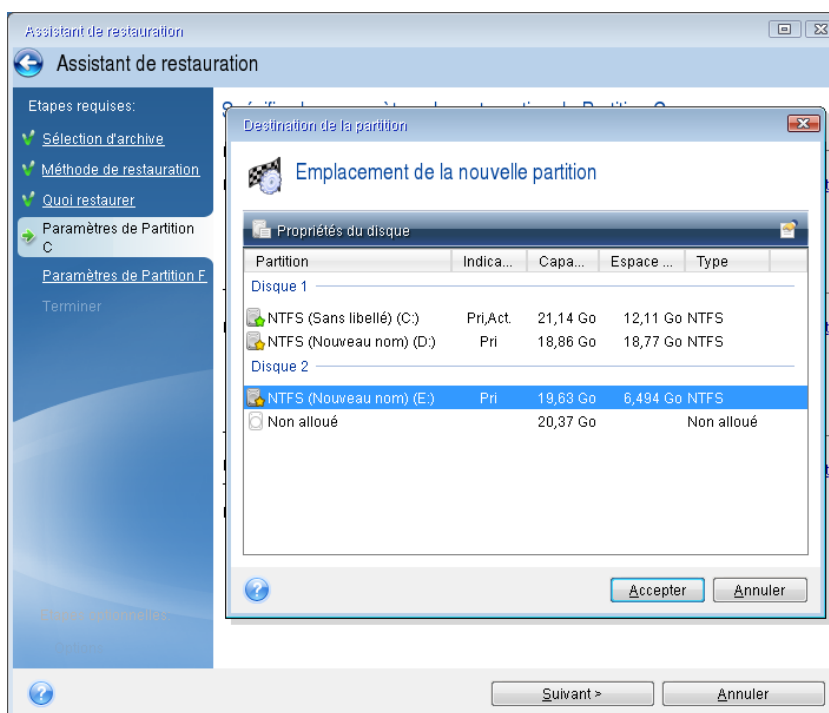 Assistant de restauration
Assistant de restauration
Etapes requises:
Sélection d'archive
Méthode de restauration
Quoi restaurer
Paramètres de Partition
C
Paramètres de Partition F
Terminer
Destination de la partition
Emplacement de la nouvelle partition
Propriétés du disque
Partition Indica... Capa... Espace ... Type
Disque 1
NTFS (Sans libellé) (C:) Pri,Act. 21,14 Go 12,11 Go NTFS
NTFS (Nouveau nom) (D:) Pri 18,86 Go 18,77 Go NTFS
Disque 2
NTFS (Nouveau nom) (E:) Pri 19,63 Go 6,494 Go NTFS
Non alloué 20,37 Go Non alloué
Accepter Annuler
Suivant > Annuler